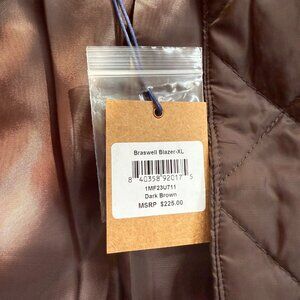 Braswell Blazer-XL
8 40358 92017 5
1MF23UT11
Dark Brown
MSRP $225.00